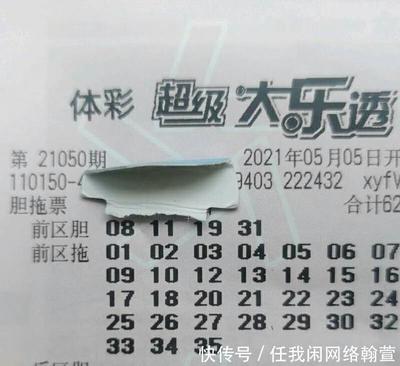 体彩 超级大乐透
第 21050期 2021年05月05日开
110150-4 9403 222432 xyfW
胆拖票 合计62
前区胆 08 11 19 31
前区拖 01 02 03 04 05 06 07
09 10 12 13 14 15 16
17 18 20 21 22 23 24
25 26 27 28 29 30 32
33 34 35
快传号/任我闲网络翰萱